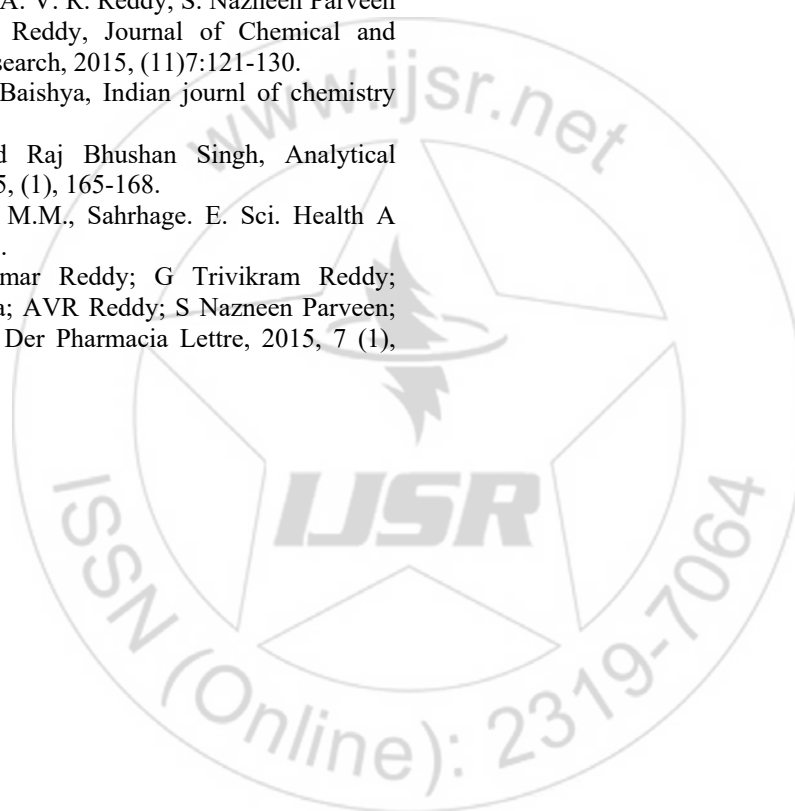 A. V. R. Reddy, S. Nazneen Parveen
Reddy, Journal of Chemical and
search, 2015, (11)7:121-130.
Baishya, Indian journl of chemistry
d Raj Bhushan Singh, Analytical
5, (1), 165-168.
M.M., Sahrhage. E. Sci. Health A
.
mar Reddy; G Trivikram Reddy;
a; AVR Reddy; S Nazneen Parveen;
Der Pharmacia Lettre, 2015, 7 (1),
www.ijsr.net
IJSR
ISSN (Online): 2319-7064